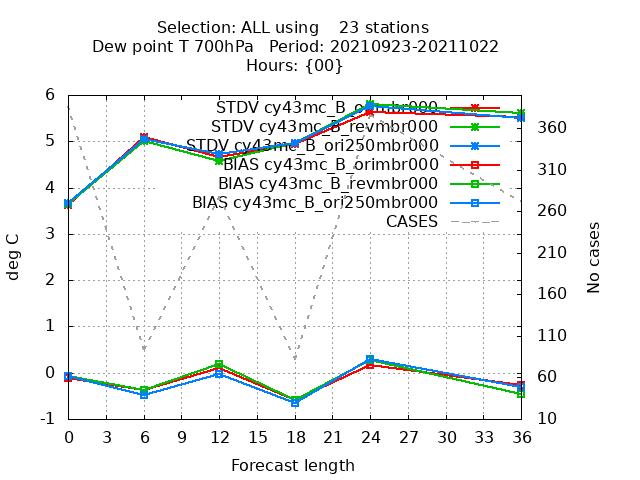 Selection: ALL using    23 stations
Dew point T 700hPa   Period: 20210923-20211022
Hours: {00}
STDV cy43mc_B_orimbr000
STDV cy43mc_B_revmbr000
STDV cy43mc_B_ori250mbr000
BIAS cy43mc_B_orimbr000
BIAS cy43mc_B_revmbr000
BIAS cy43mc_B_ori250mbr000
CASES
deg C
6
5
4
3
2
1
0
-1
No cases
360
310
260
210
160
110
60
10
0 3 6 9 12 15 18 21 24 27 30 33 36
Forecast length